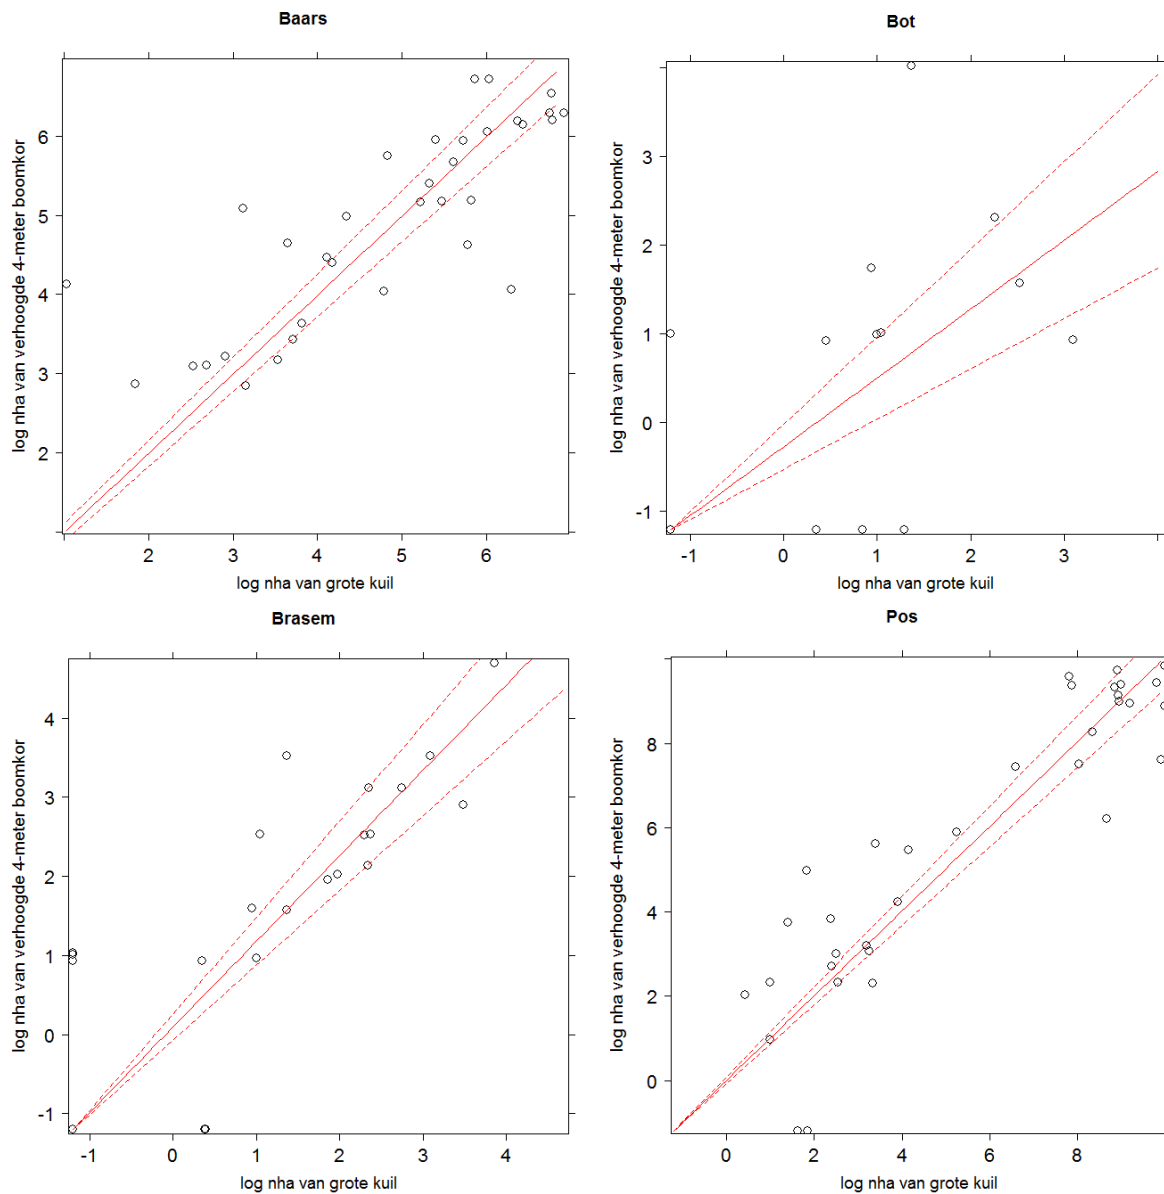 Baars
log nha van verhoogde 4-meter boomkor
6
5
4
3
2
2 3 4 5 6
log nha van grote kuil
Bot
log nha van verhoogde 4-meter boomkor
3
2
1
0
-1
-1 0 1 2 3
log nha van grote kuil
Brasem
log nha van verhoogde 4-meter boomkor
4
3
2
1
0
-1
-1 0 1 2 3 4
log nha van grote kuil
Pos
log nha van verhoogde 4-meter boomkor
8
6
4
2
0
0 2 4 6 8
log nha van grote kuil